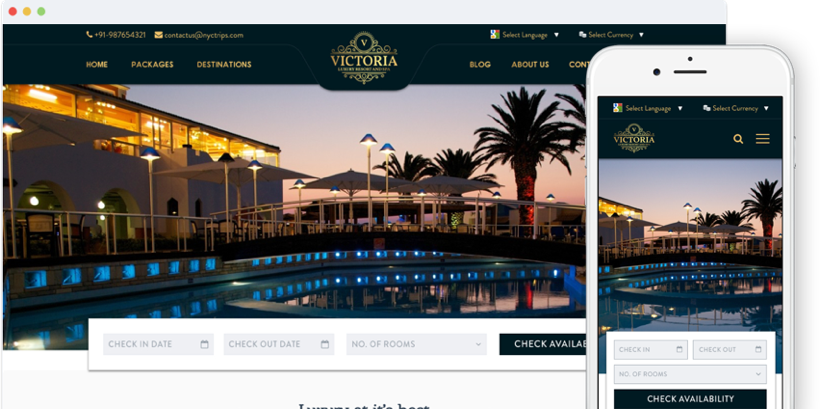 +91-987654321 contactus@nyctrips.com Select Language Select Currency
HOME PACKAGES DESTINATIONS V VICTORIA LUXURY RESORT AND SPA BLOG ABOUT US CONT
CHECK IN DATE CHECK OUT DATE NO. OF ROOMS CHECK AVAILAB
Luxury at it's best
Select Language Select Currency
VICTORIA
CHECK IN CHECK OUT
NO. OF ROOMS
CHECK AVAILABILITY